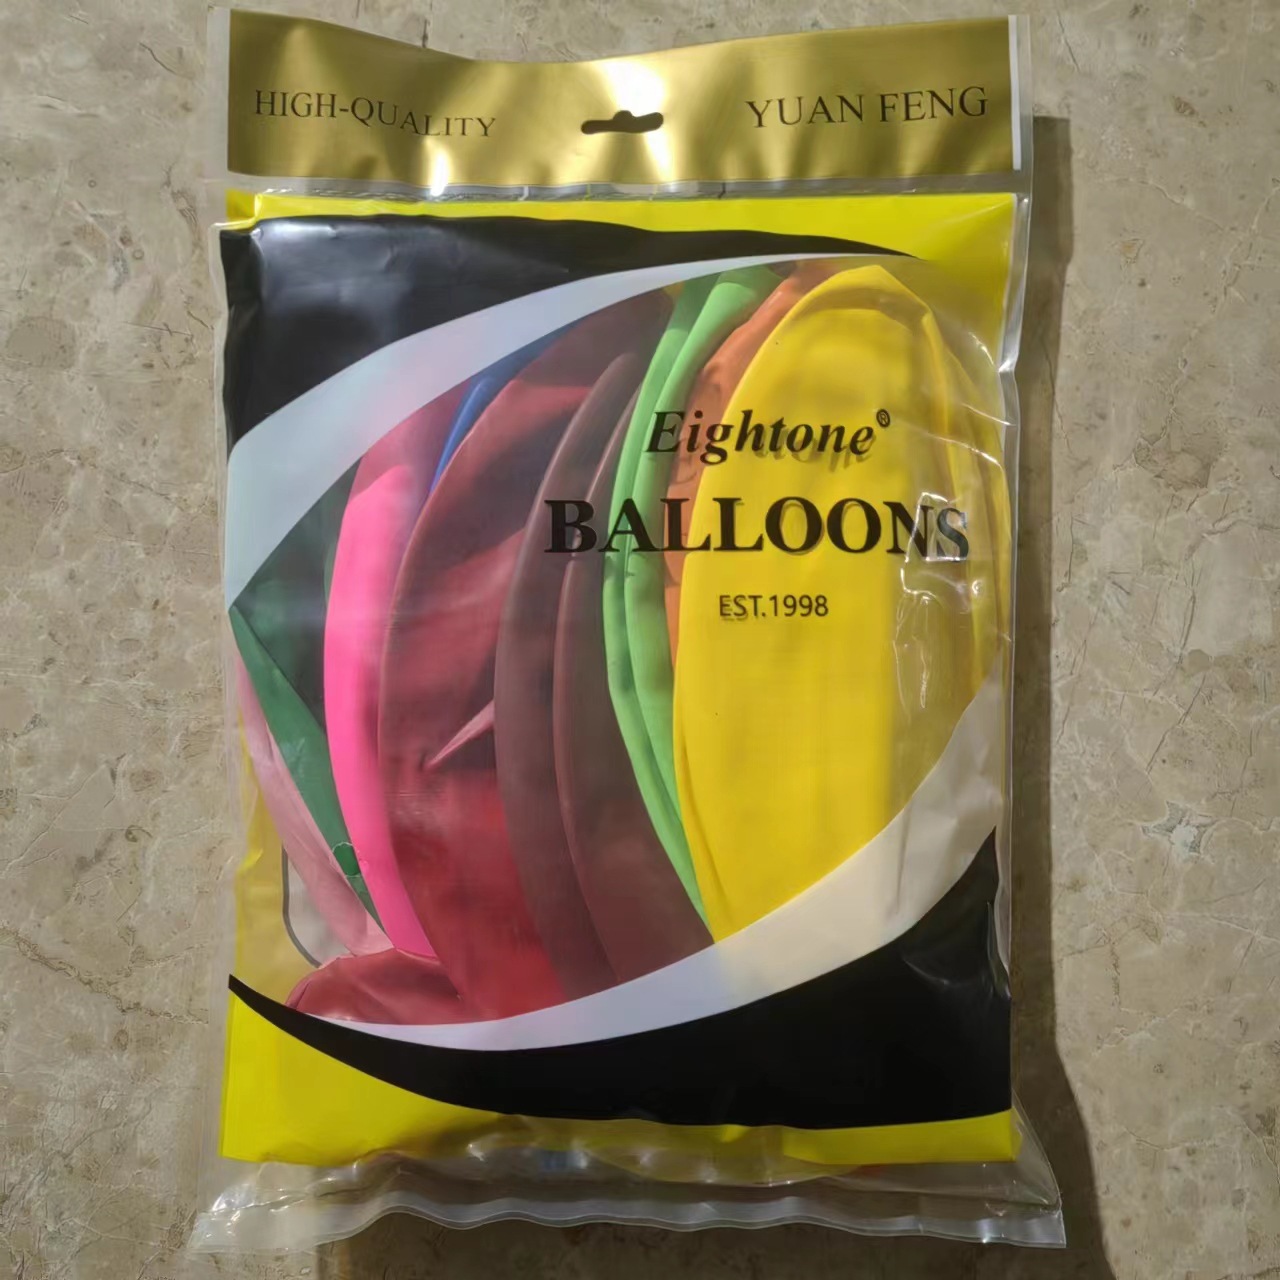 HIGH-QUALITY
YUAN FENG
Eightone®
BALLOONS
EST.1998